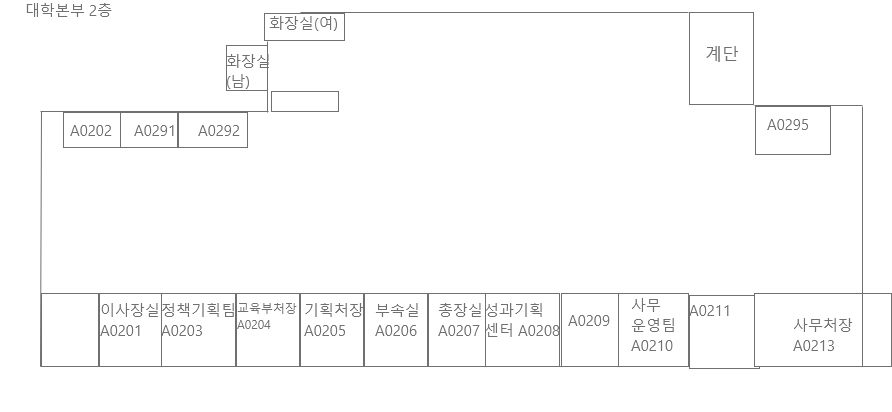 대학본부 2층
화장실(여)
화장실
(남)
계단
A0202
A0291
A0292
A0295
이사장실
A0201
정책기획팀
A0203
교육부처장
A0204
기획처장
A0205
부속실
A0206
총장실
A0207
성과기획
센터 A0208
A0209
사무
운영팀
A0210
A0211
사무처장
A0213